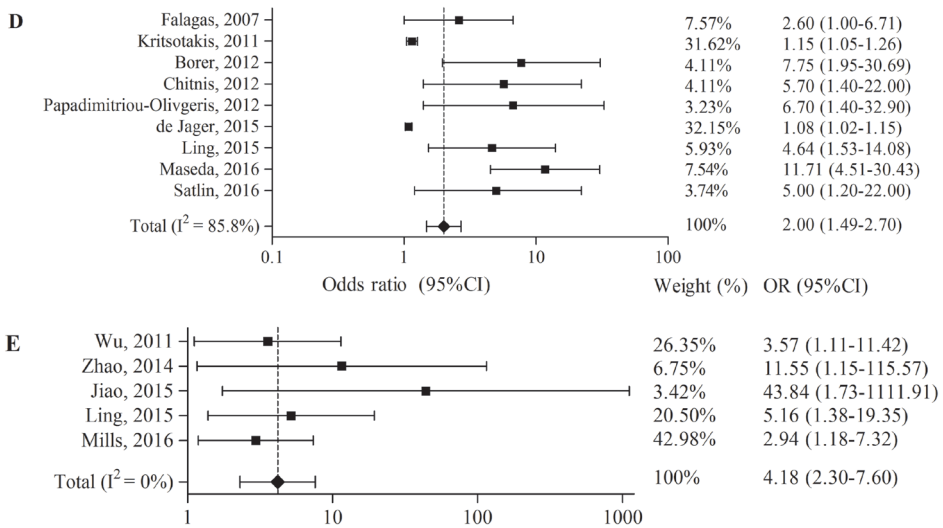 D
Falagas, 2007 7.57% 2.60 (1.00-6.71)
Kritsotakis, 2011 31.62% 1.15 (1.05-1.26)
Borer, 2012 4.11% 7.75 (1.95-30.69)
Chitnis, 2012 4.11% 5.70 (1.40-22.00)
Papadimitriou-Olivgeris, 2012 3.23% 6.70 (1.40-32.90)
de Jager, 2015 32.15% 1.08 (1.02-1.15)
Ling, 2015 5.93% 4.64 (1.53-14.08)
Maseda, 2016 7.54% 11.71 (4.51-30.43)
Satlin, 2016 3.74% 5.00 (1.20-22.00)
Total (I² = 85.8%) 100% 2.00 (1.49-2.70)
0.1 1 10 100
Odds ratio (95%CI) Weight (%) OR (95%CI)
E
Wu, 2011 26.35% 3.57 (1.11-11.42)
Zhao, 2014 6.75% 11.55 (1.15-115.57)
Jiao, 2015 3.42% 43.84 (1.73-1111.91)
Ling, 2015 20.50% 5.16 (1.38-19.35)
Mills, 2016 42.98% 2.94 (1.18-7.32)
Total (I² = 0%) 100% 4.18 (2.30-7.60)
1 10 100 1000